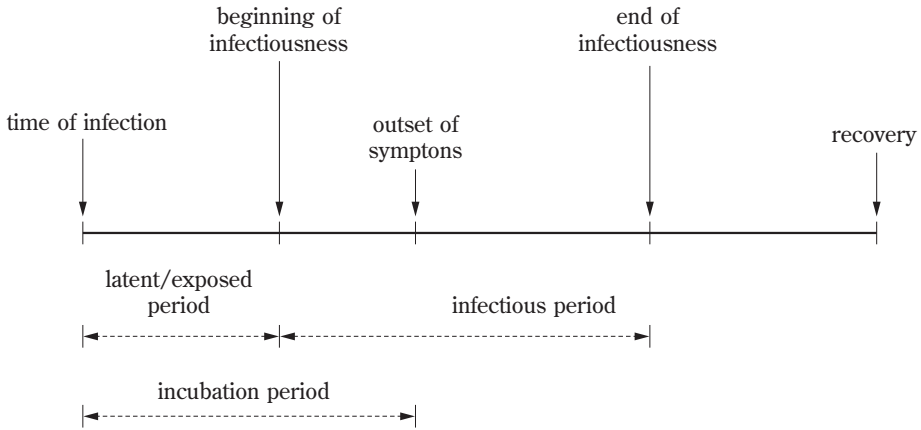 beginning of
infectiousness
end of
infectiousness
time of infection
outset of
symptons
recovery
latent/exposed
period
infectious period
incubation period